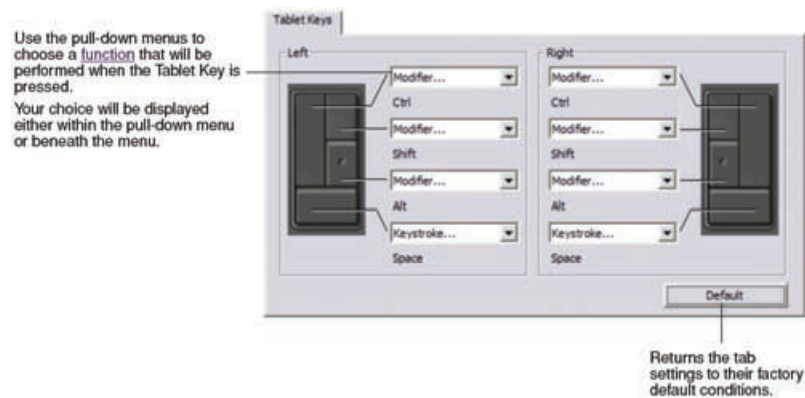 Tablet Keys
Use the pull-down menus to
choose a function that will be
performed when the Tablet Key is
pressed.
Your choice will be displayed
either within the pull-down menu
or beneath the menu.
Left
Modifier...
Ctrl
Modifier...
Shift
Modifier...
Alt
Keystroke...
Space
Right
Modifier...
Ctrl
Modifier...
Shift
Modifier...
Alt
Keystroke...
Space
Default
Returns the tab
settings to their factory
default conditions.